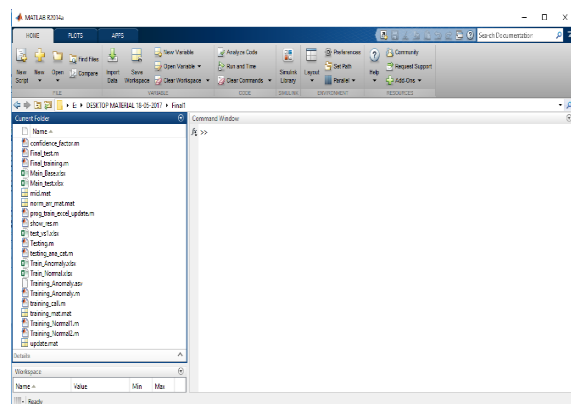 MATLAB R2014a
HOME PLOTS APPS
Search Documentation
New Script
New
Open
Find Files
Compare
Import Data
Save Workspace
New Variable
Open Variable
Clear Workspace
Analyze Code
Run and Time
Clear Commands
Simulink Library
Layout
Preferences
Set Path
Parallel
Help
Community
Request Support
Add-Ons
FILE VARIABLE CODE SIMULINK ENVIRONMENT RESOURCES
E: DESKTOP MATERIAL 18-05-2017 Final1
Current Folder
Name
confidence_factor.m
Final_test.m
Final_training.m
Main_Base.xlsx
Main_test.xlsx
mid.mat
norm_arr_mat.mat
prog_train_excel_update.m
show_res.m
test_vs1.xlsx
Testing.m
testing_ana_cat.m
Train_Anomaly.xlsx
Train_Normal.xlsx
Training_Anomaly.asv
Training_Anomaly.m
training_call.m
training_mat.mat
Training_Normal1.m
Training_Normal2.m
update.mat
Details
Workspace
Name Value Min Max
Command Window
fx >>
Ready